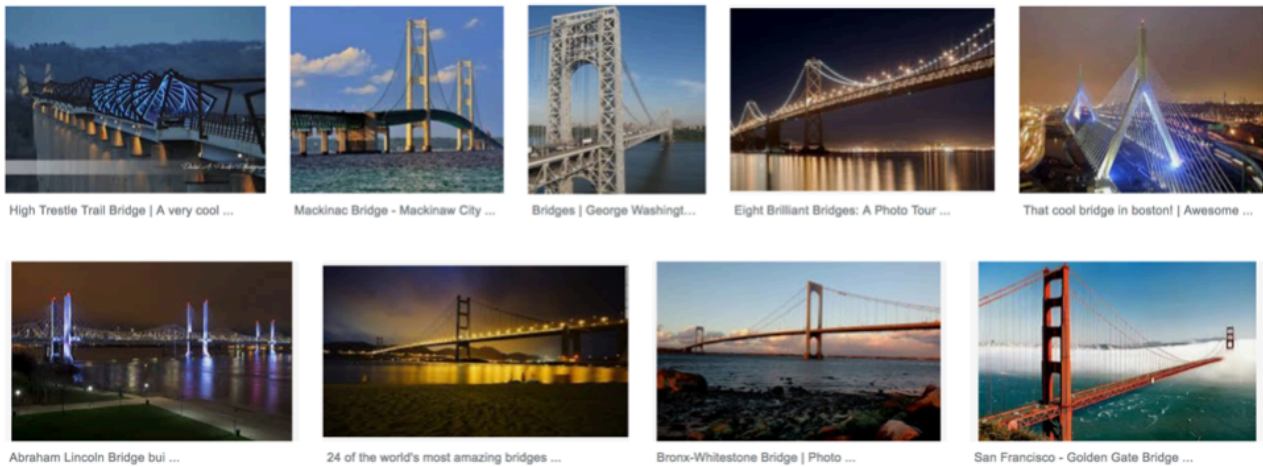 High Trestle Trail Bridge | A very cool ...
Mackinac Bridge - Mackinaw City ...
Bridges | George Washingt...
Eight Brilliant Bridges: A Photo Tour ...
That cool bridge in boston! | Awesome ...
Abraham Lincoln Bridge bui ...
24 of the world's most amazing bridges ...
Bronx-Whitestone Bridge | Photo ...
San Francisco - Golden Gate Bridge ...